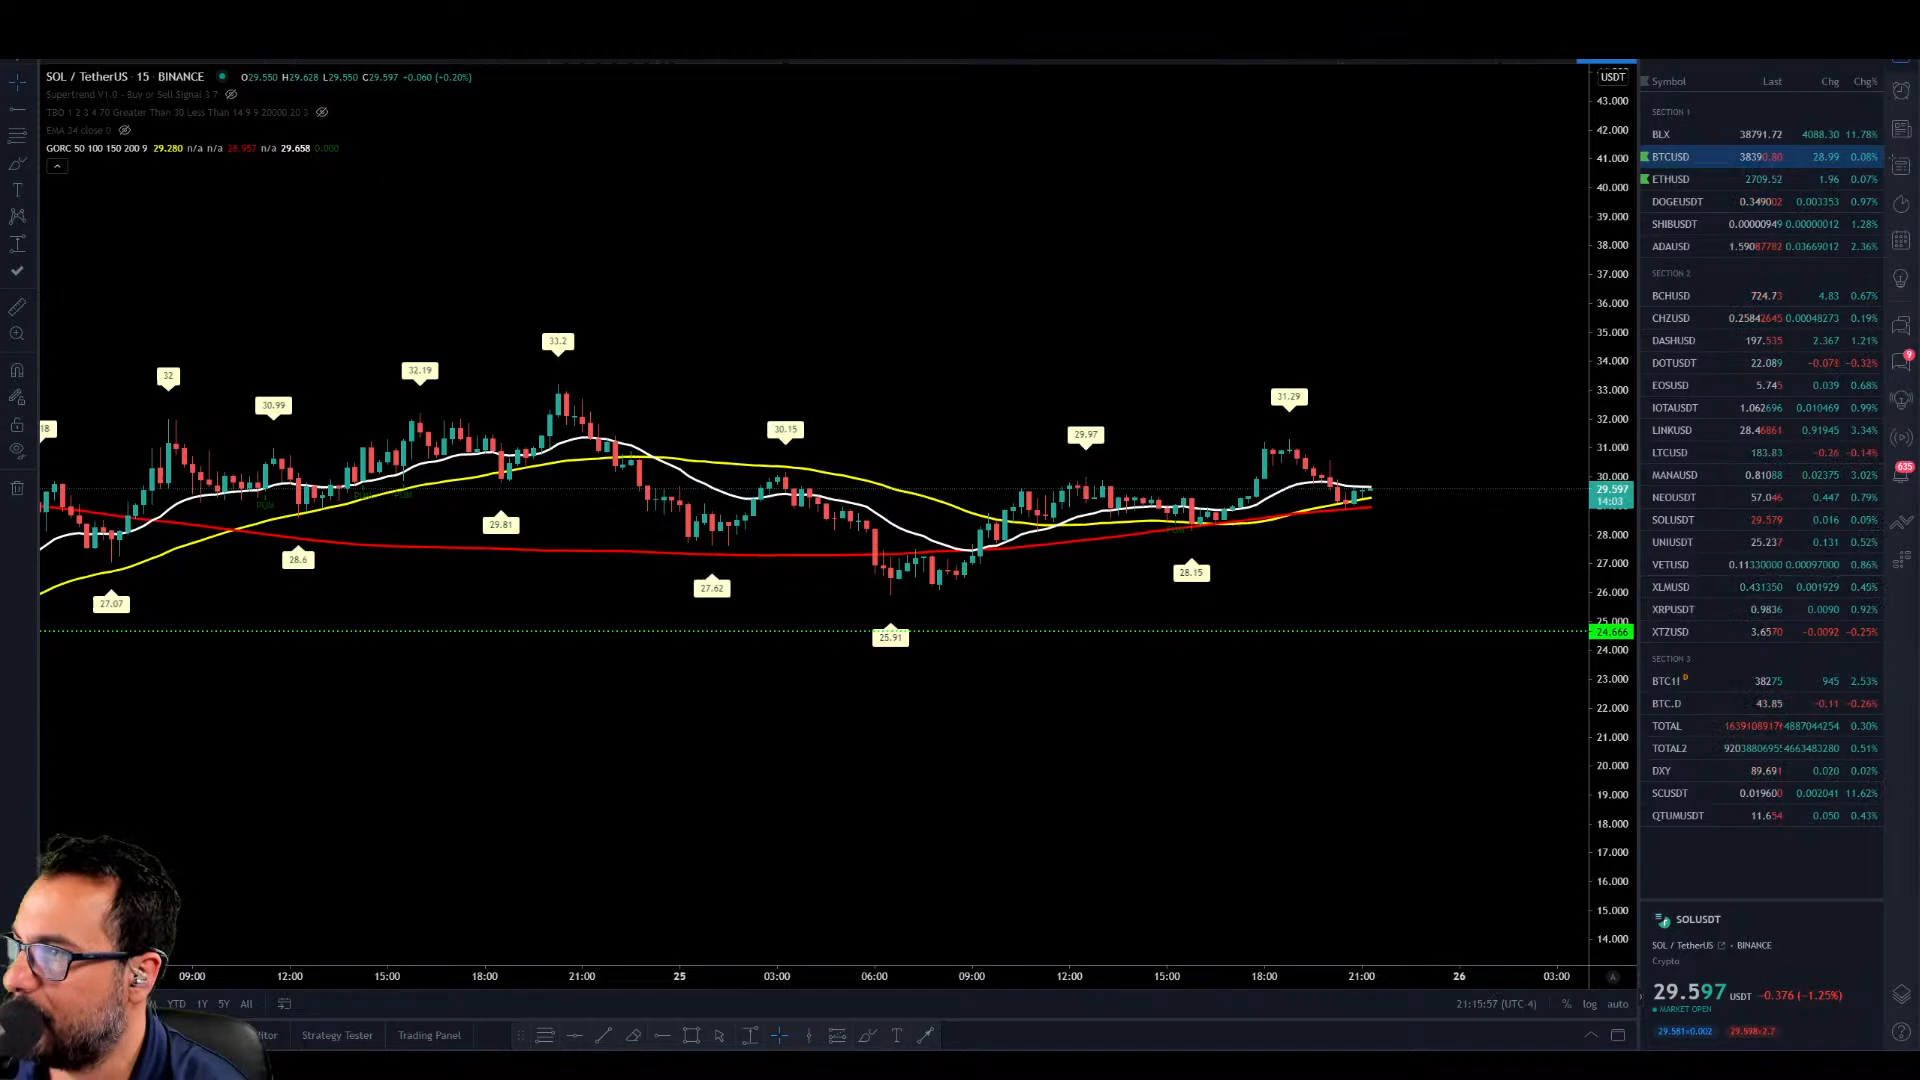 SOL / TetherUS · 15 · BINANCE O29.550 H29.628 L29.550 C29.597 +0.060 (+0.20%)
Supertrend V1.0 - Buy or Sell Signal 3 7
TBO 1 2 3 4 70 Greater Than 30 Less Than 14 9 9 20000 20 3
EMA 34 close 0
GORC 50 100 150 200 9 29.280 n/a n/a 28.957 n/a 29.658 0.000
USDT
43.000
42.000
41.000
40.000
39.000
38.000
37.000
36.000
35.000
34.000
33.000
32.000
31.000
30.000
29.597
14:03
28.000
27.000
26.000
25.000
24.666
24.000
23.000
22.000
21.000
20.000
19.000
18.000
17.000
16.000
15.000
14.000
18
32
30.99
32.19
33.2
30.15
29.97
31.29
27.07
28.6
29.81
27.62
25.91
28.15
09:00 12:00 15:00 18:00 21:00 25 03:00 06:00 09:00 12:00 15:00 18:00 21:00 26 03:00
YTD 1Y 5Y All
21:15:57 (UTC-4) % log auto
Strategy Tester Trading Panel
Symbol Last Chg Chg%
SECTION 1
BLX 38791.72 4088.30 11.78%
BTCUSD 38390.80 28.99 0.08%
ETHUSD 2709.52 1.96 0.07%
DOGEUSDT 0.349002 0.003353 0.97%
SHIBUSDT 0.00000949 0.00000012 1.28%
ADAUSD 1.59087782 0.03669012 2.36%
SECTION 2
BCHUSD 724.73 4.83 0.67%
CHZUSD 0.25842645 0.00048273 0.19%
DASHUSD 197.535 2.367 1.21%
DOTUSDT 22.089 -0.071 -0.32%
EOSUSD 5.745 0.039 0.68%
IOTAUSDT 1.062696 0.010469 0.99%
LINKUSD 28.46861 0.91945 3.34%
LTCUSD 183.83 -0.26 -0.14%
MANAUSD 0.81088 0.02375 3.02%
NEOUSDT 57.046 0.447 0.79%
SOLUSDT 29.579 0.016 0.05%
UNIUSDT 25.237 0.131 0.52%
VETUSD 0.11330000 0.00097000 0.86%
XLMUSD 0.431350 0.001929 0.45%
XRPUSDT 0.9836 0.0090 0.92%
XTZUSD 3.6570 -0.0092 -0.25%
SECTION 3
BTC1! D 38275 945 2.53%
BTC.D 43.85 -0.11 -0.26%
TOTAL 4887044254 0.30%
TOTAL2 4663483280 0.51%
DXY 89.691 0.020 0.02%
SCUSDT 0.019600 0.002041 11.62%
QTUMUSDT 11.654 0.050 0.43%
SOLUSDT
SOL / TetherUS • BINANCE
Crypto
29.597 USDT -0.376 (-1.25%)
MARKET OPEN
29.581x0.002 29.598x2.7
9
635